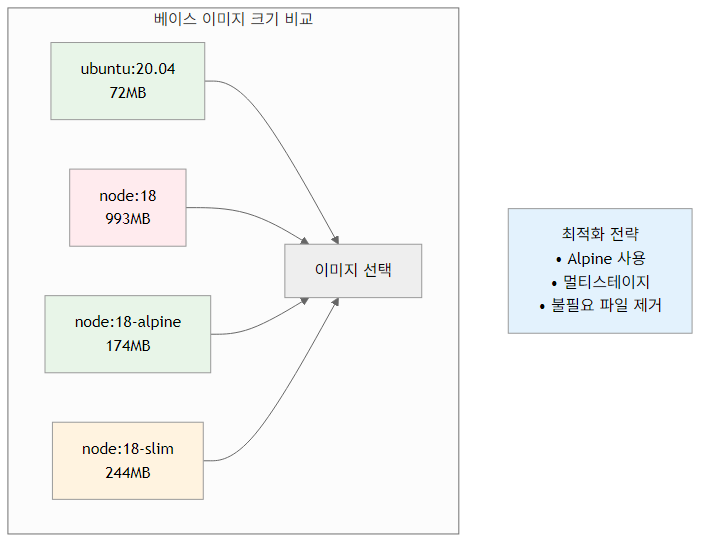 베이스 이미지 크기 비교
ubuntu:20.04
72MB
node:18
993MB
node:18-alpine
174MB
node:18-slim
244MB
이미지 선택
최적화 전략
• Alpine 사용
• 멀티스테이지
• 불필요 파일 제거